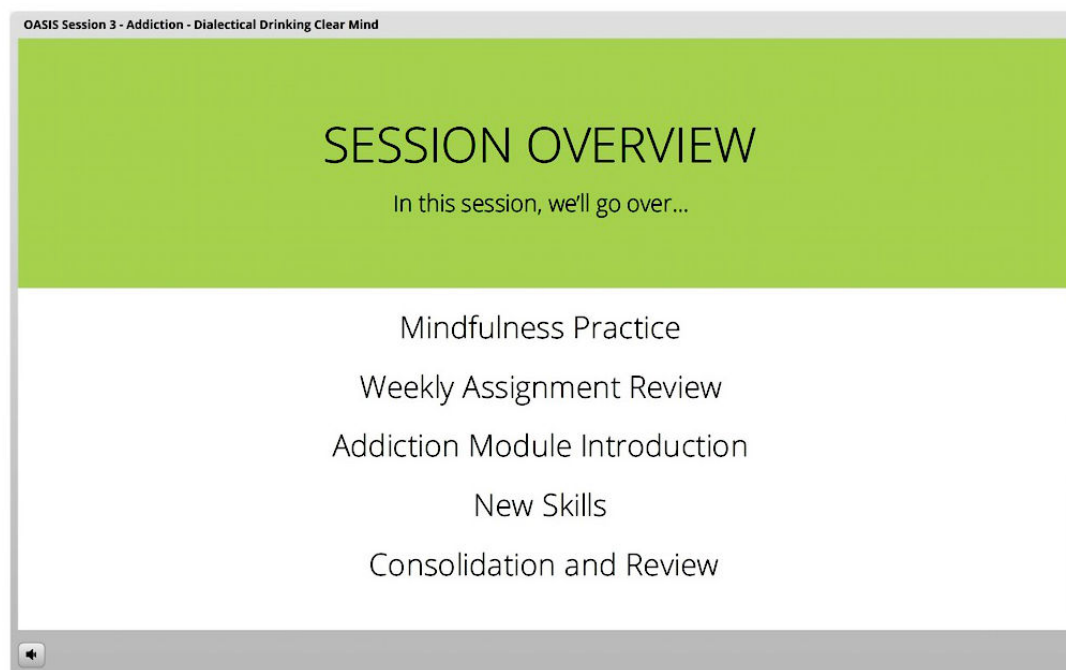 OASIS Session 3 - Addiction - Dialectical Drinking Clear Mind
SESSION OVERVIEW
In this session, we'll go over...
Mindfulness Practice
Weekly Assignment Review
Addiction Module Introduction
New Skills
Consolidation and Review